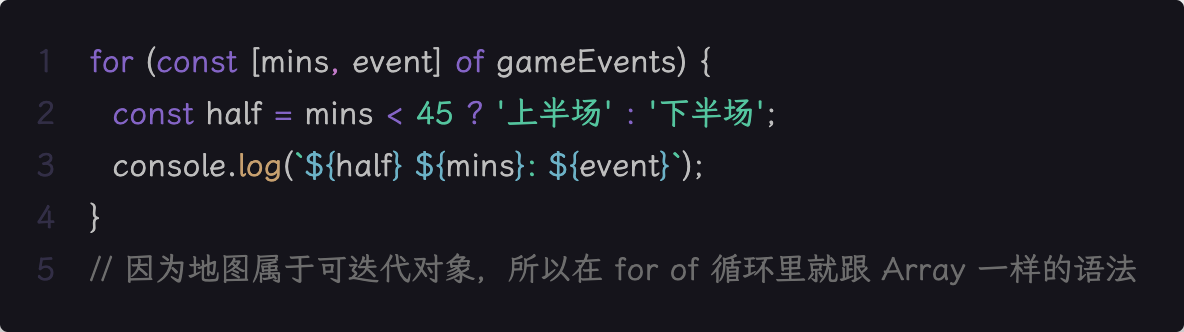 1 for (const [mins, event] of gameEvents) {
2 const half = mins < 45 ? '上半场' : '下半场';
3 console.log(`${half} ${mins}: ${event}`);
4 }
5 // 因为地图属于可迭代对象，所以在 for of 循环里就跟 Array 一样的语法